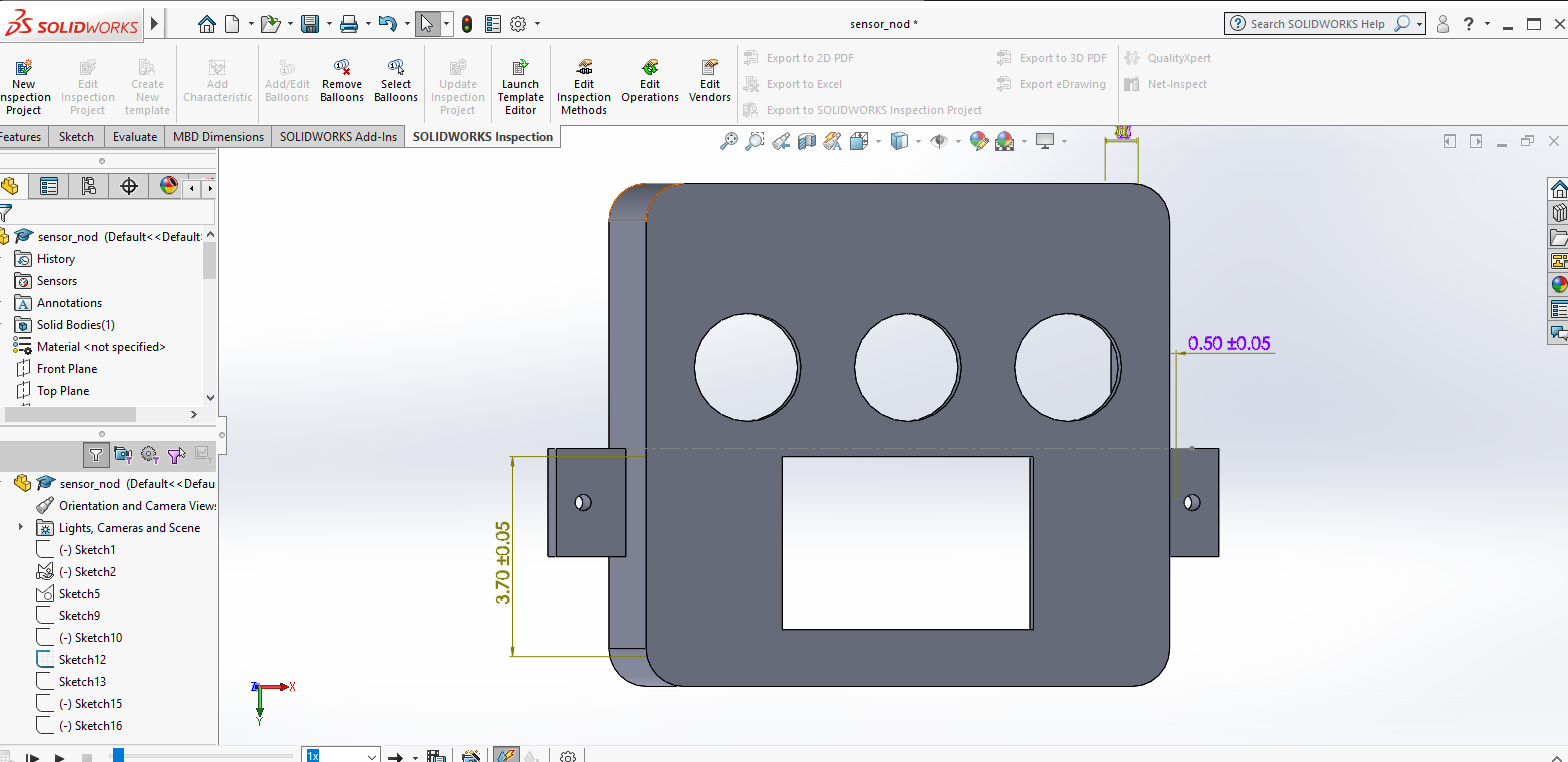 SOLIDWORKS
sensor_nod *
Search SOLIDWORKS Help
?
New Inspection Project
Edit Inspection Project
Create New template
Add Characteristic
Add/Edit Balloons
Remove Balloons
Select Balloons
Update Inspection Project
Launch Template Editor
Edit Inspection Methods
Edit Operations
Edit Vendors
Export to 2D PDF
Export to Excel
Export to SOLIDWORKS Inspection Project
Export to 3D PDF
Export eDrawing
QualityXpert
Net-Inspect
Features
Sketch
Evaluate
MBD Dimensions
SOLIDWORKS Add-Ins
SOLIDWORKS Inspection
sensor_nod (Default<<Default
History
Sensors
Annotations
Solid Bodies(1)
Material <not specified>
Front Plane
Top Plane
sensor_nod (Default<<Defau
Orientation and Camera Views
Lights, Cameras and Scene
(-) Sketch1
(-) Sketch2
Sketch5
Sketch9
(-) Sketch10
Sketch12
Sketch13
(-) Sketch15
(-) Sketch16
0.50 ±0.05
3.70 ±0.05
Z
X
Y
1x